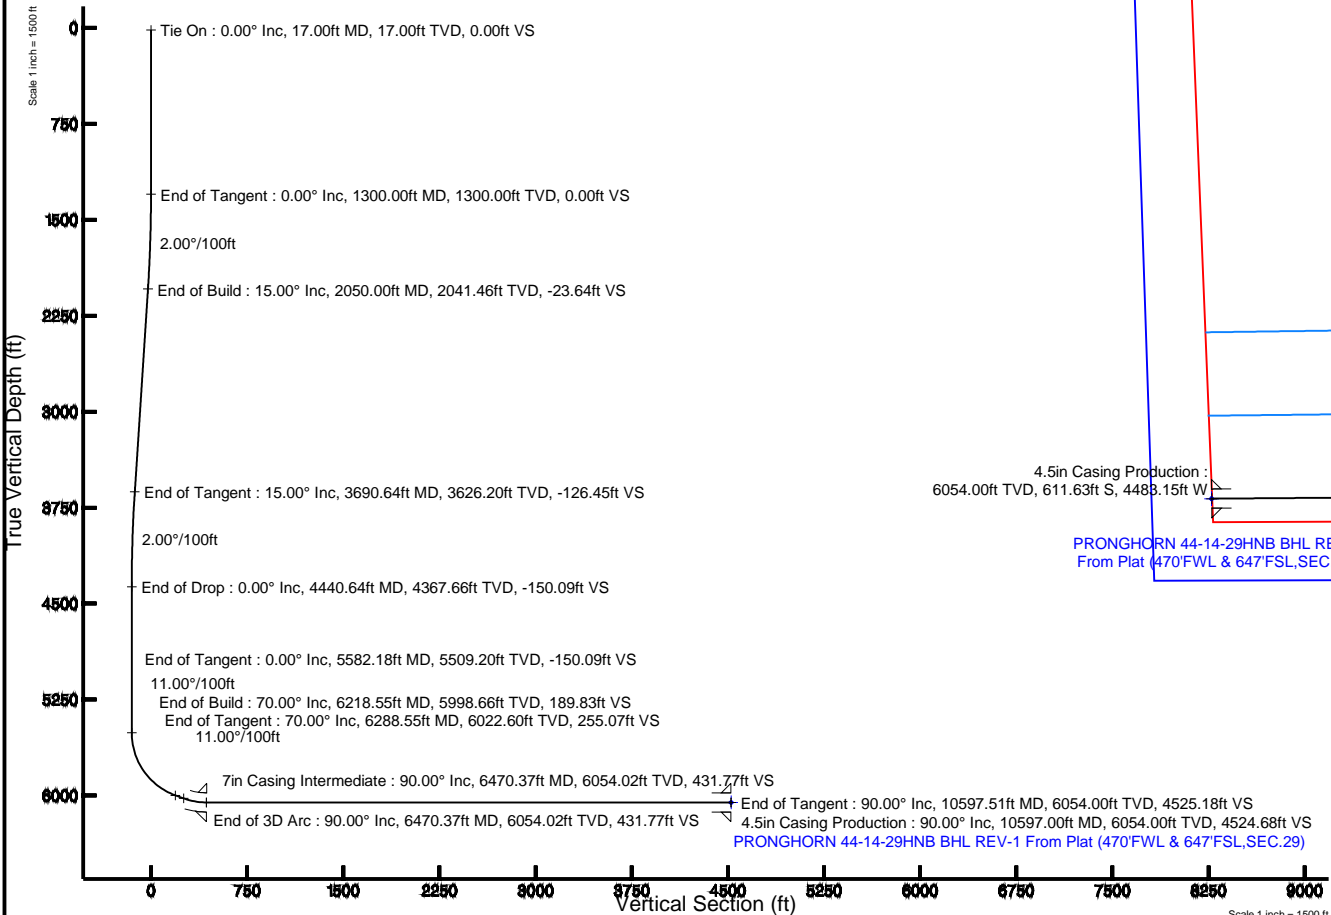 Scale 1 inch = 1500 ft
True Vertical Depth (ft)
0
750
1500
2250
3000
3750
4500
5250
6000
Tie On : 0.00° Inc, 17.00ft MD, 17.00ft TVD, 0.00ft VS
End of Tangent : 0.00° Inc, 1300.00ft MD, 1300.00ft TVD, 0.00ft VS
2.00°/100ft
End of Build : 15.00° Inc, 2050.00ft MD, 2041.46ft TVD, -23.64ft VS
End of Tangent : 15.00° Inc, 3690.64ft MD, 3626.20ft TVD, -126.45ft VS
2.00°/100ft
End of Drop : 0.00° Inc, 4440.64ft MD, 4367.66ft TVD, -150.09ft VS
End of Tangent : 0.00° Inc, 5582.18ft MD, 5509.20ft TVD, -150.09ft VS
11.00°/100ft
End of Build : 70.00° Inc, 6218.55ft MD, 5998.66ft TVD, 189.83ft VS
End of Tangent : 70.00° Inc, 6288.55ft MD, 6022.60ft TVD, 255.07ft VS
11.00°/100ft
7in Casing Intermediate : 90.00° Inc, 6470.37ft MD, 6054.02ft TVD, 431.77ft VS
End of 3D Arc : 90.00° Inc, 6470.37ft MD, 6054.02ft TVD, 431.77ft VS
End of Tangent : 90.00° Inc, 10597.51ft MD, 6054.00ft TVD, 4525.18ft VS
4.5in Casing Production : 90.00° Inc, 10597.00ft MD, 6054.00ft TVD, 4524.68ft VS
PRONGHORN 44-14-29HNB BHL REV-1 From Plat (470'FWL & 647'FSL,SEC.29)
4.5in Casing Production :
6054.00ft TVD, 611.63ft S, 4483.15ft W
PRONGHORN 44-14-29HNB BHL RE
From Plat (470'FWL & 647'FSL,SEC
0 750 1500 2250 3000 3750 4500 5250 6000 6750 7500 8250 9000
Vertical Section (ft)
Scale 1 inch = 1500 ft